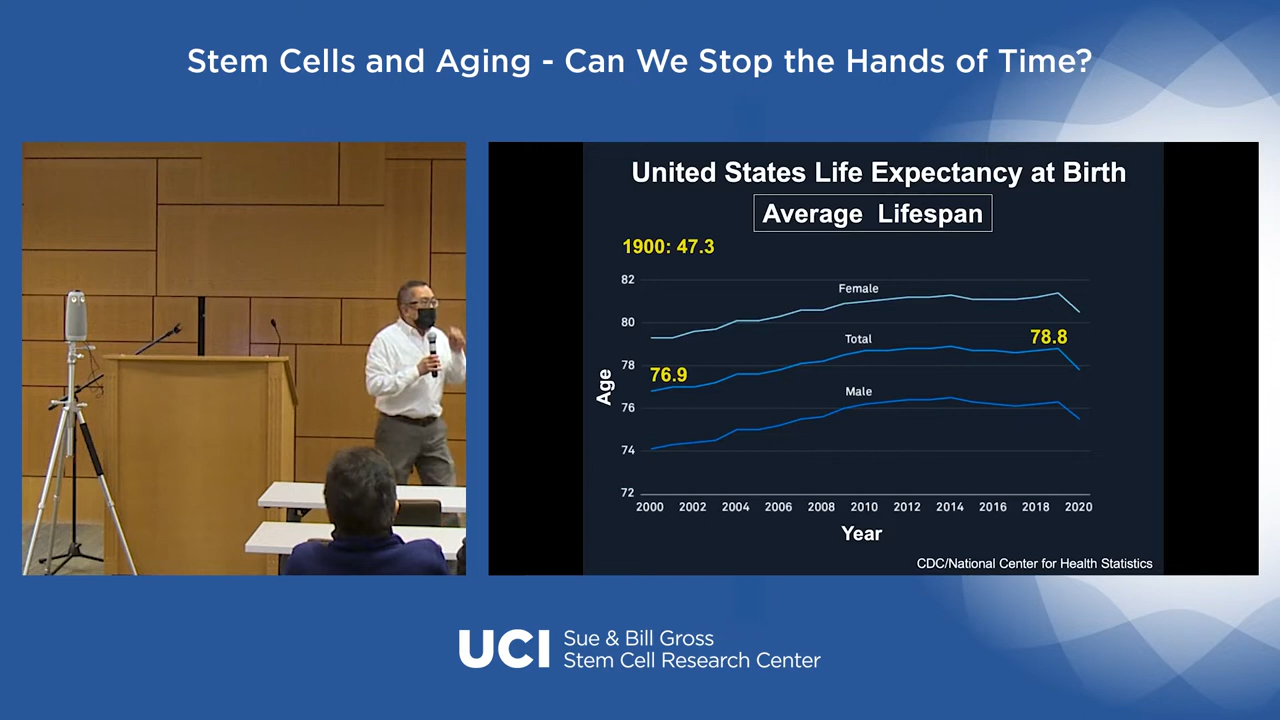 Stem Cells and Aging - Can We Stop the Hands of Time?
United States Life Expectancy at Birth
Average Lifespan
1900: 47.3
82
80
78
76
74
72
Age
Female
Total
Male
76.9
78.8
2000 2002 2004 2006 2008 2010 2012 2014 2016 2018 2020
Year
CDC/National Center for Health Statistics
UCI
Sue & Bill Gross
Stem Cell Research Center